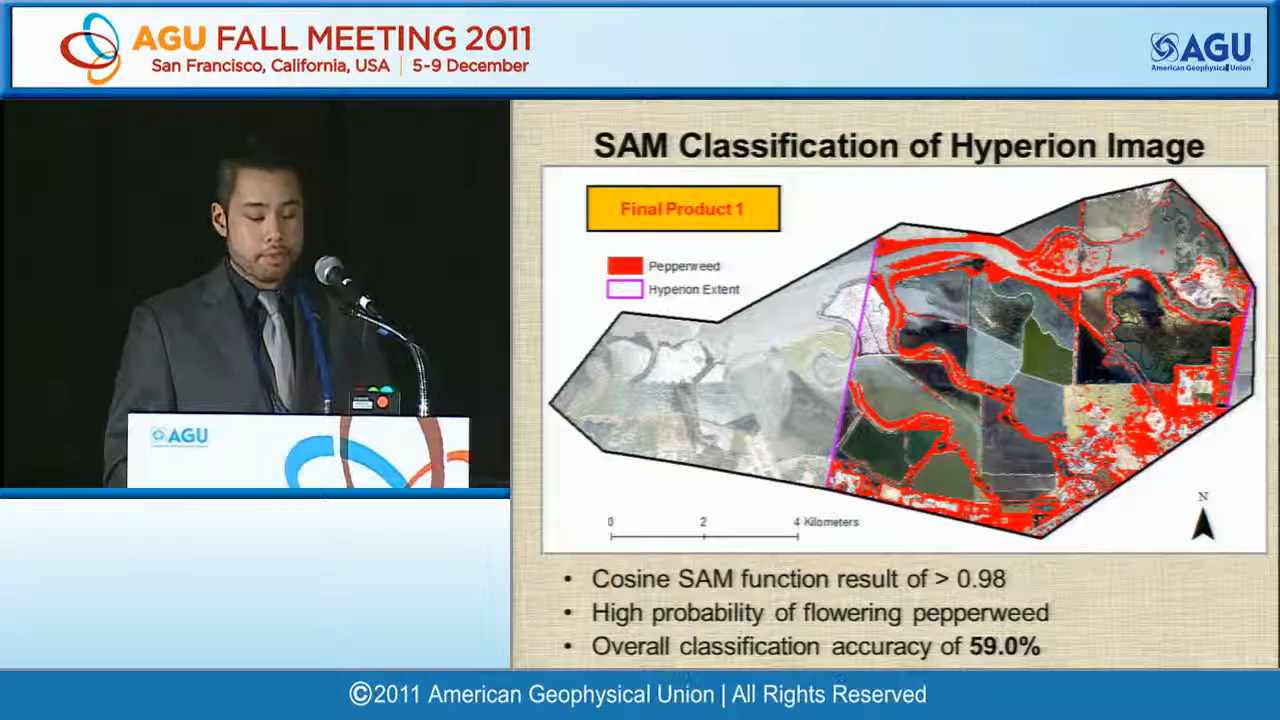 AGU FALL MEETING 2011
San Francisco, California, USA | 5-9 December
AGU
American Geophysical Union
SAM Classification of Hyperion Image
Final Product 1
Pepperweed
Hyperion Extent
N
0 2 4 Kilometers
AGU
• Cosine SAM function result of > 0.98
• High probability of flowering pepperweed
• Overall classification accuracy of 59.0%
©2011 American Geophysical Union | All Rights Reserved